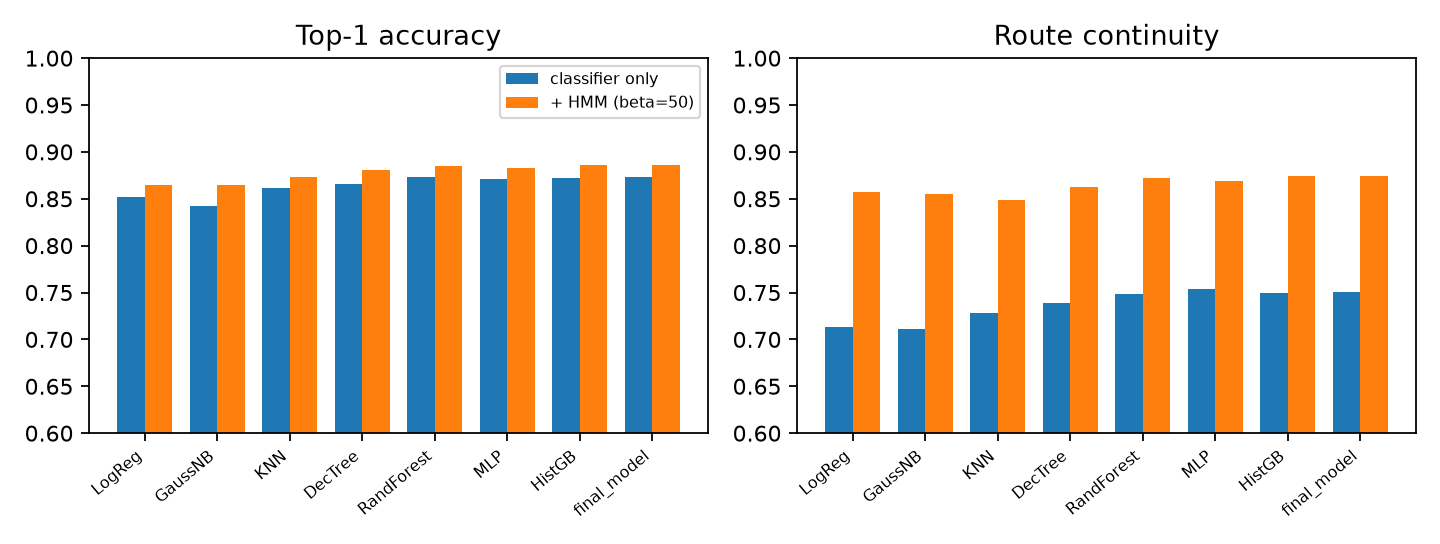 Top-1 accuracy
1.00
0.95
0.90
0.85
0.80
0.75
0.70
0.65
0.60
classifier only
+ HMM (beta=50)
LogReg
GaussNB
KNN
DecTree
RandForest
MLP
HistGB
final_model
Route continuity
1.00
0.95
0.90
0.85
0.80
0.75
0.70
0.65
0.60
LogReg
GaussNB
KNN
DecTree
RandForest
MLP
HistGB
final_model